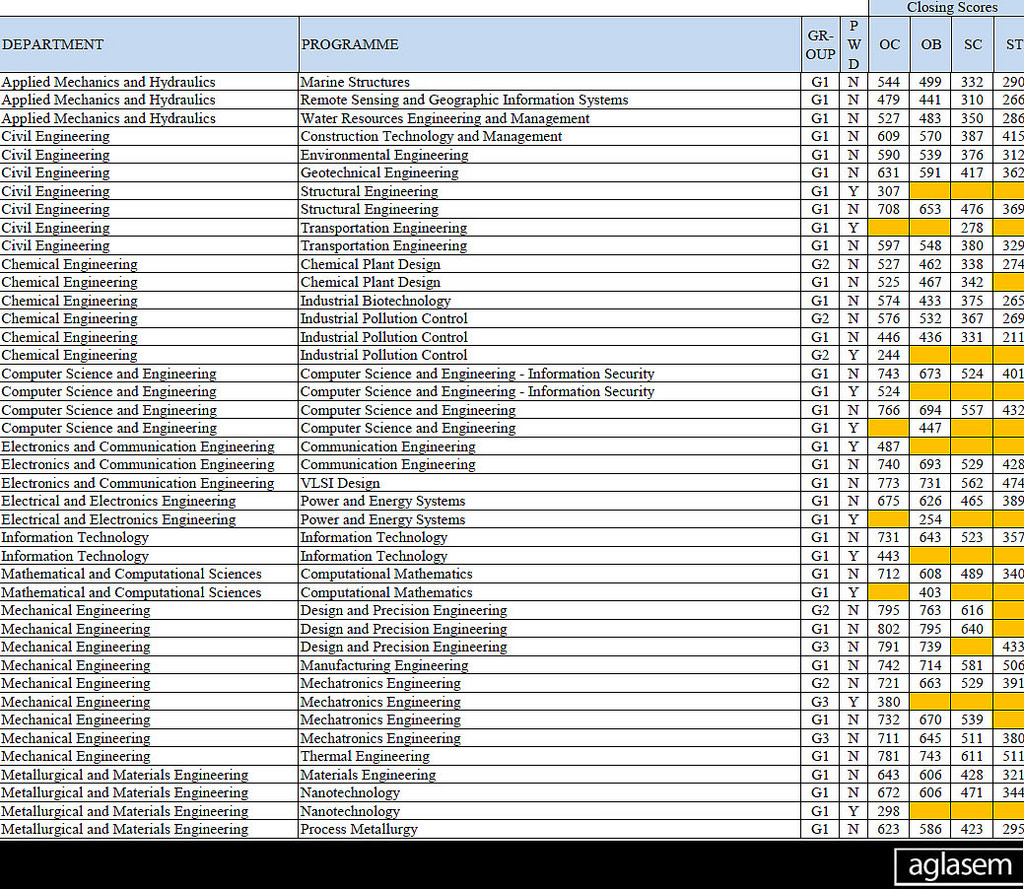 Closing Scores
DEPARTMENT PROGRAMME GR-OUP PWD OC OB SC ST
Applied Mechanics and Hydraulics Marine Structures G1 N 544 499 332 290
Applied Mechanics and Hydraulics Remote Sensing and Geographic Information Systems G1 N 479 441 310 266
Applied Mechanics and Hydraulics Water Resources Engineering and Management G1 N 527 483 350 286
Civil Engineering Construction Technology and Management G1 N 609 570 387 415
Civil Engineering Environmental Engineering G1 N 590 539 376 312
Civil Engineering Geotechnical Engineering G1 N 631 591 417 362
Civil Engineering Structural Engineering G1 Y 307
Civil Engineering Structural Engineering G1 N 708 653 476 369
Civil Engineering Transportation Engineering G1 Y 278
Civil Engineering Transportation Engineering G1 N 597 548 380 329
Chemical Engineering Chemical Plant Design G2 N 527 462 338 274
Chemical Engineering Chemical Plant Design G1 N 525 467 342
Chemical Engineering Industrial Biotechnology G1 N 574 433 375 265
Chemical Engineering Industrial Pollution Control G2 N 576 532 367 269
Chemical Engineering Industrial Pollution Control G1 N 446 436 331 211
Chemical Engineering Industrial Pollution Control G2 Y 244
Computer Science and Engineering Computer Science and Engineering - Information Security G1 N 743 673 524 401
Computer Science and Engineering Computer Science and Engineering - Information Security G1 Y 524
Computer Science and Engineering Computer Science and Engineering G1 N 766 694 557 432
Computer Science and Engineering Computer Science and Engineering G1 Y 447
Electronics and Communication Engineering Communication Engineering G1 Y 487
Electronics and Communication Engineering Communication Engineering G1 N 740 693 529 428
Electronics and Communication Engineering VLSI Design G1 N 773 731 562 474
Electrical and Electronics Engineering Power and Energy Systems G1 N 675 626 465 389
Electrical and Electronics Engineering Power and Energy Systems G1 Y 254
Information Technology Information Technology G1 N 731 643 523 357
Information Technology Information Technology G1 Y 443
Mathematical and Computational Sciences Computational Mathematics G1 N 712 608 489 340
Mathematical and Computational Sciences Computational Mathematics G1 Y 403
Mechanical Engineering Design and Precision Engineering G2 N 795 763 616
Mechanical Engineering Design and Precision Engineering G1 N 802 795 640
Mechanical Engineering Design and Precision Engineering G3 N 791 739 433
Mechanical Engineering Manufacturing Engineering G1 N 742 714 581 506
Mechanical Engineering Mechatronics Engineering G2 N 721 663 529 391
Mechanical Engineering Mechatronics Engineering G3 Y 380
Mechanical Engineering Mechatronics Engineering G1 N 732 670 539
Mechanical Engineering Mechatronics Engineering G3 N 711 645 511 380
Mechanical Engineering Thermal Engineering G1 N 781 743 611 511
Metallurgical and Materials Engineering Materials Engineering G1 N 643 606 428 321
Metallurgical and Materials Engineering Nanotechnology G1 N 672 606 471 344
Metallurgical and Materials Engineering Nanotechnology G1 Y 298
Metallurgical and Materials Engineering Process Metallurgy G1 N 623 586 423 295
aglasem